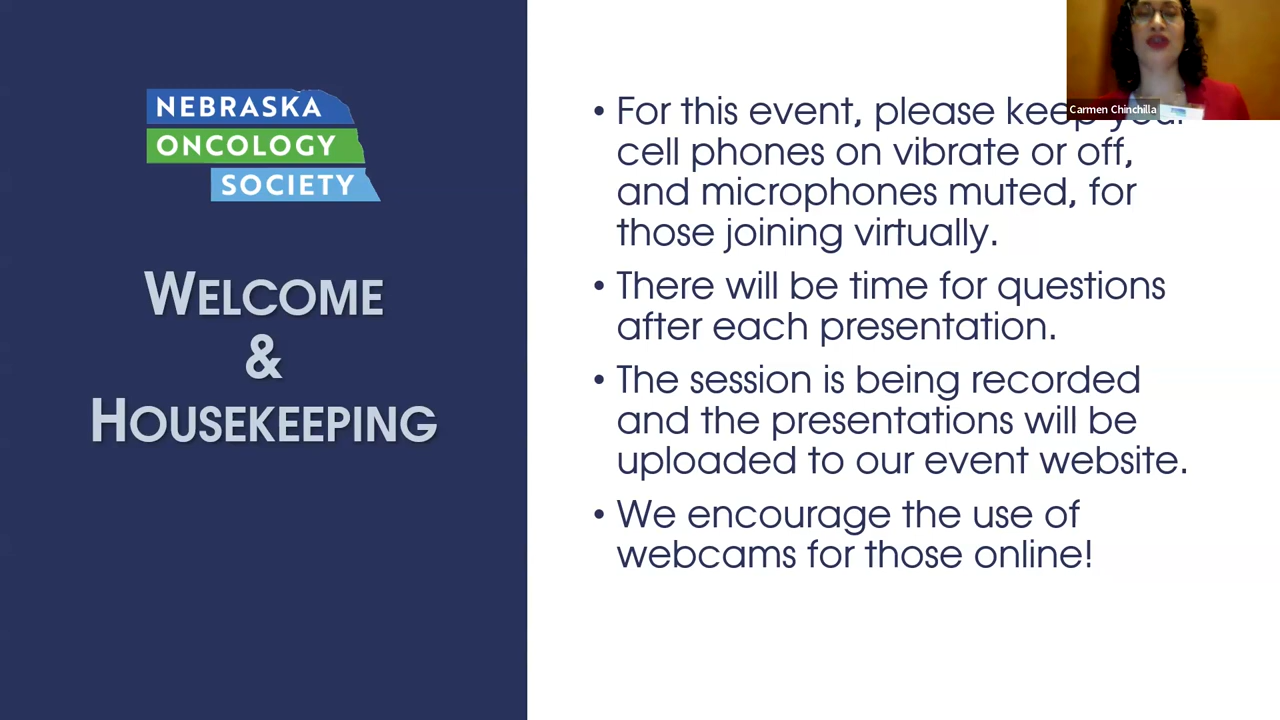 NEBRASKA
ONCOLOGY
SOCIETY
WELCOME
&
HOUSEKEEPING
• For this event, please keep
cell phones on vibrate or off,
and microphones muted, for
those joining virtually.
• There will be time for questions
after each presentation.
• The session is being recorded
and the presentations will be
uploaded to our event website.
• We encourage the use of
webcams for those online!
Carmen Chinchilla